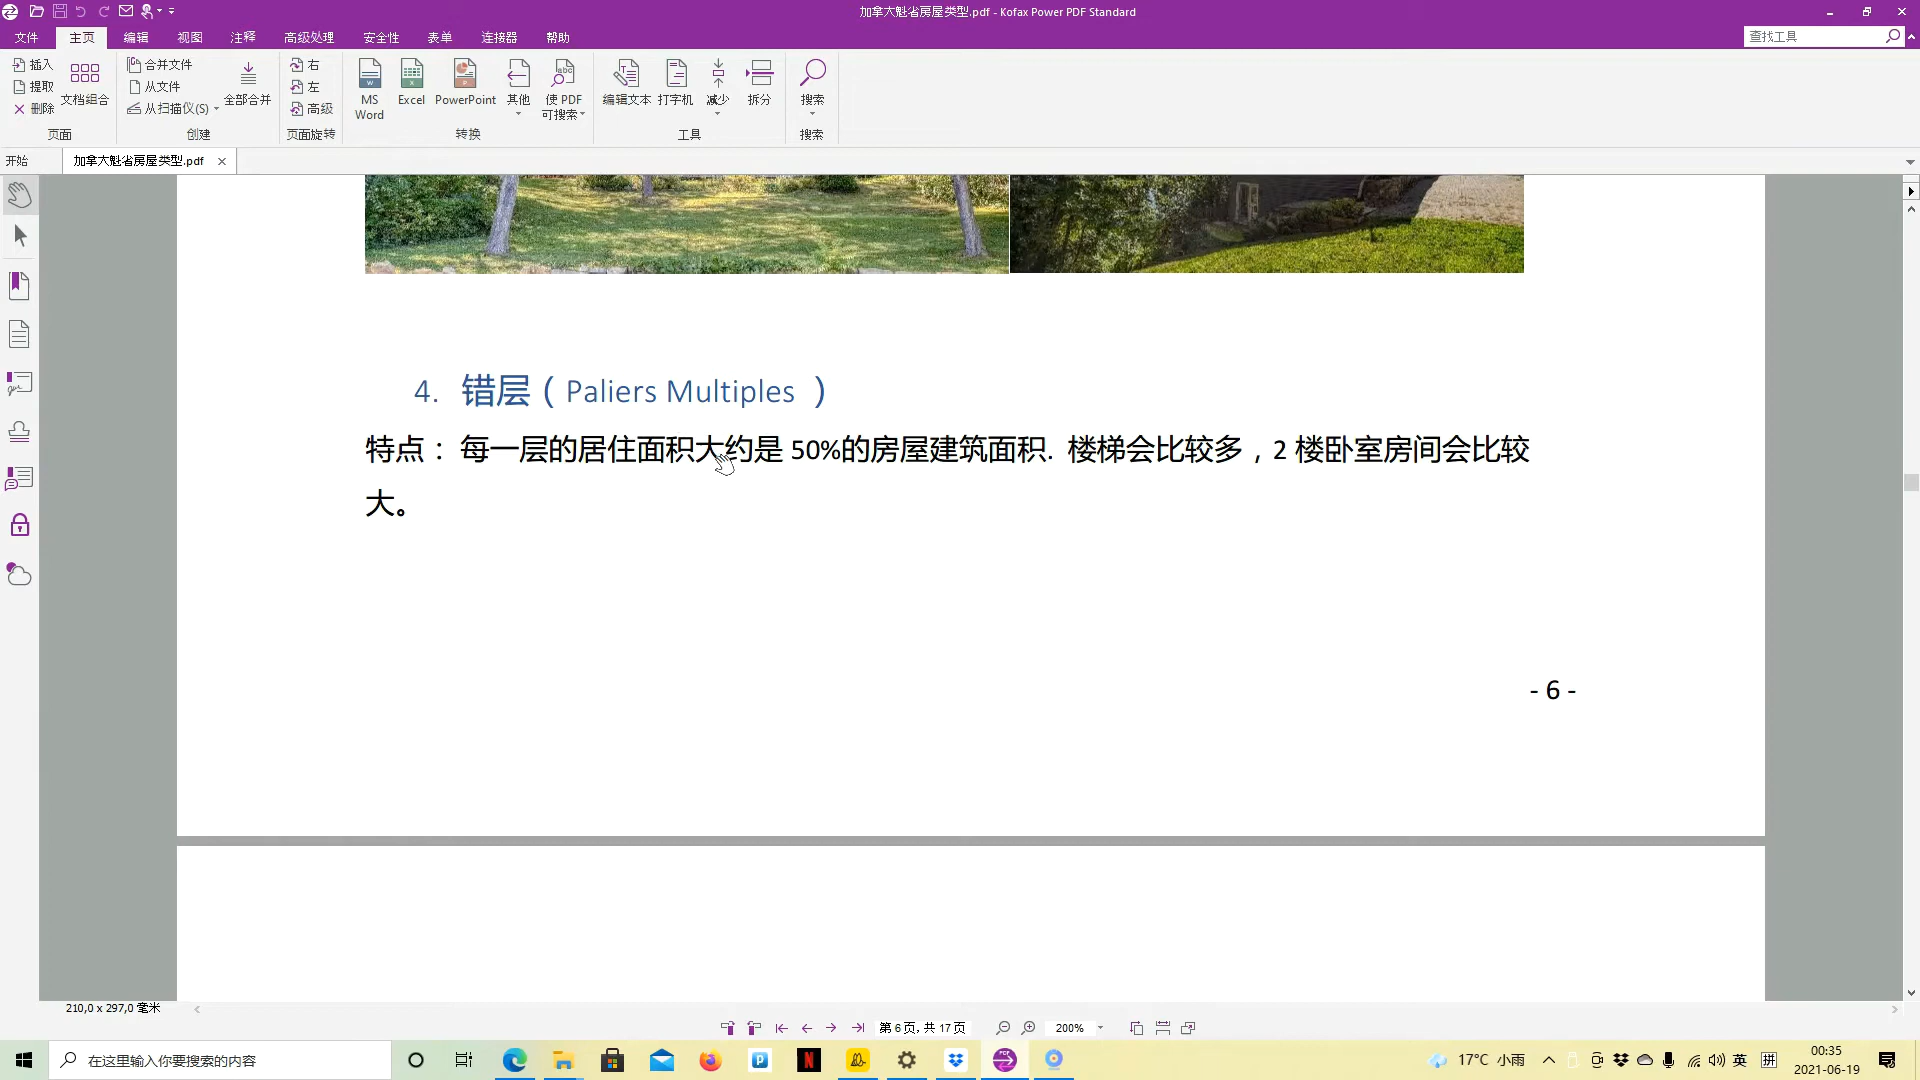 加拿大魁省房屋类型.pdf - Kofax Power PDF Standard
文件 主页 编辑 视图 注释 高级处理 安全性 表单 连接器 帮助
查找工具
插入
提取
删除
文档组合
页面
合并文件
从文件
从扫描仪(S)
全部合并
创建
右
左
高级
页面旋转
MS Word
Excel
PowerPoint
其他
使 PDF 可搜索
转换
编辑文本
打字机
减少
拆分
工具
搜索
搜索
开始
加拿大魁省房屋类型.pdf
4. 错层（Paliers Multiples ）
特点： 每一层的居住面积大约是 50%的房屋建筑面积. 楼梯会比较多，2 楼卧室房间会比较
大。
- 6 -
210,0 x 297,0 毫米
第 6 页, 共 17 页
200%
在这里输入你要搜索的内容
17°C 小雨
英
拼
00:35
2021-06-19